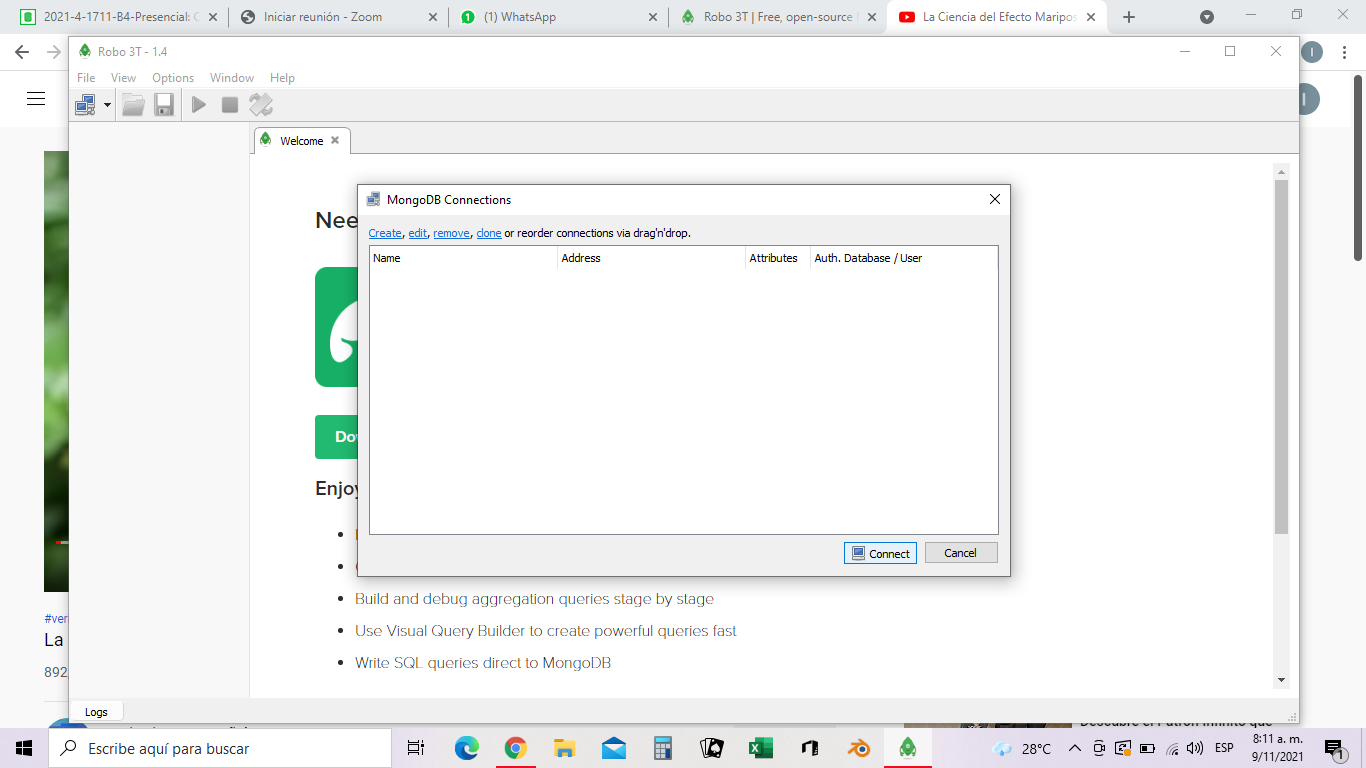 2021-4-1711-B4-Presencial: C
Iniciar reunión - Zoom
(1) WhatsApp
Robo 3T | Free, open-source
La Ciencia del Efecto Maripos
Robo 3T - 1.4
I
File View Options Window Help
I
Welcome
Nee
MongoDB Connections
Create, edit, remove, clone or reorder connections via drag'n'drop.
Name Address Attributes Auth. Database / User
Dov
Enjoy
Connect Cancel
Build and debug aggregation queries stage by stage
Use Visual Query Builder to create powerful queries fast
Write SQL queries direct to MongoDB
#ver
La
892
Logs
Descubre el Patrón Infinito que
Escribe aquí para buscar
28°C
ESP
8:11 a. m.
9/11/2021
1